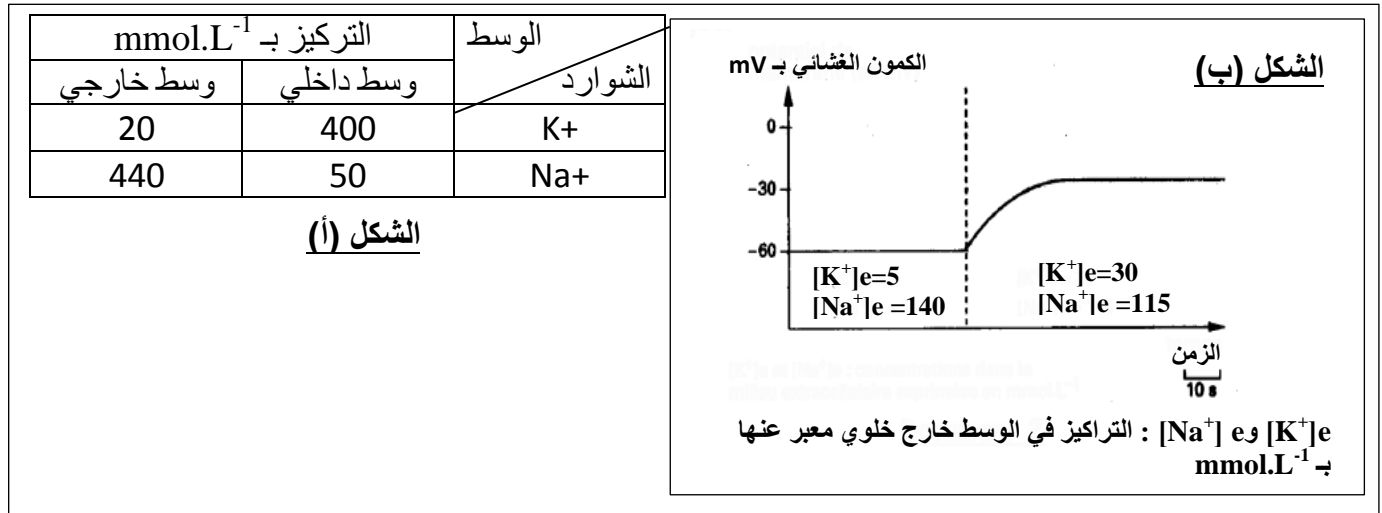 الوسط التركيز بـ mmol.L-1
الشوارد وسط داخلي وسط خارجي
K+ 400 20
Na+ 50 440
الشكل (أ)
الشكل (ب)
الكمون الغشائي بـ mV
0
-30
-60
[K+]e=5 [K+]e=30
[Na+]e =140 [Na+]e =115
الزمن
10 s
[K+]e و[Na+] e : التراكيز في الوسط خارج خلوي معبر عنها
بـ mmol.L-1